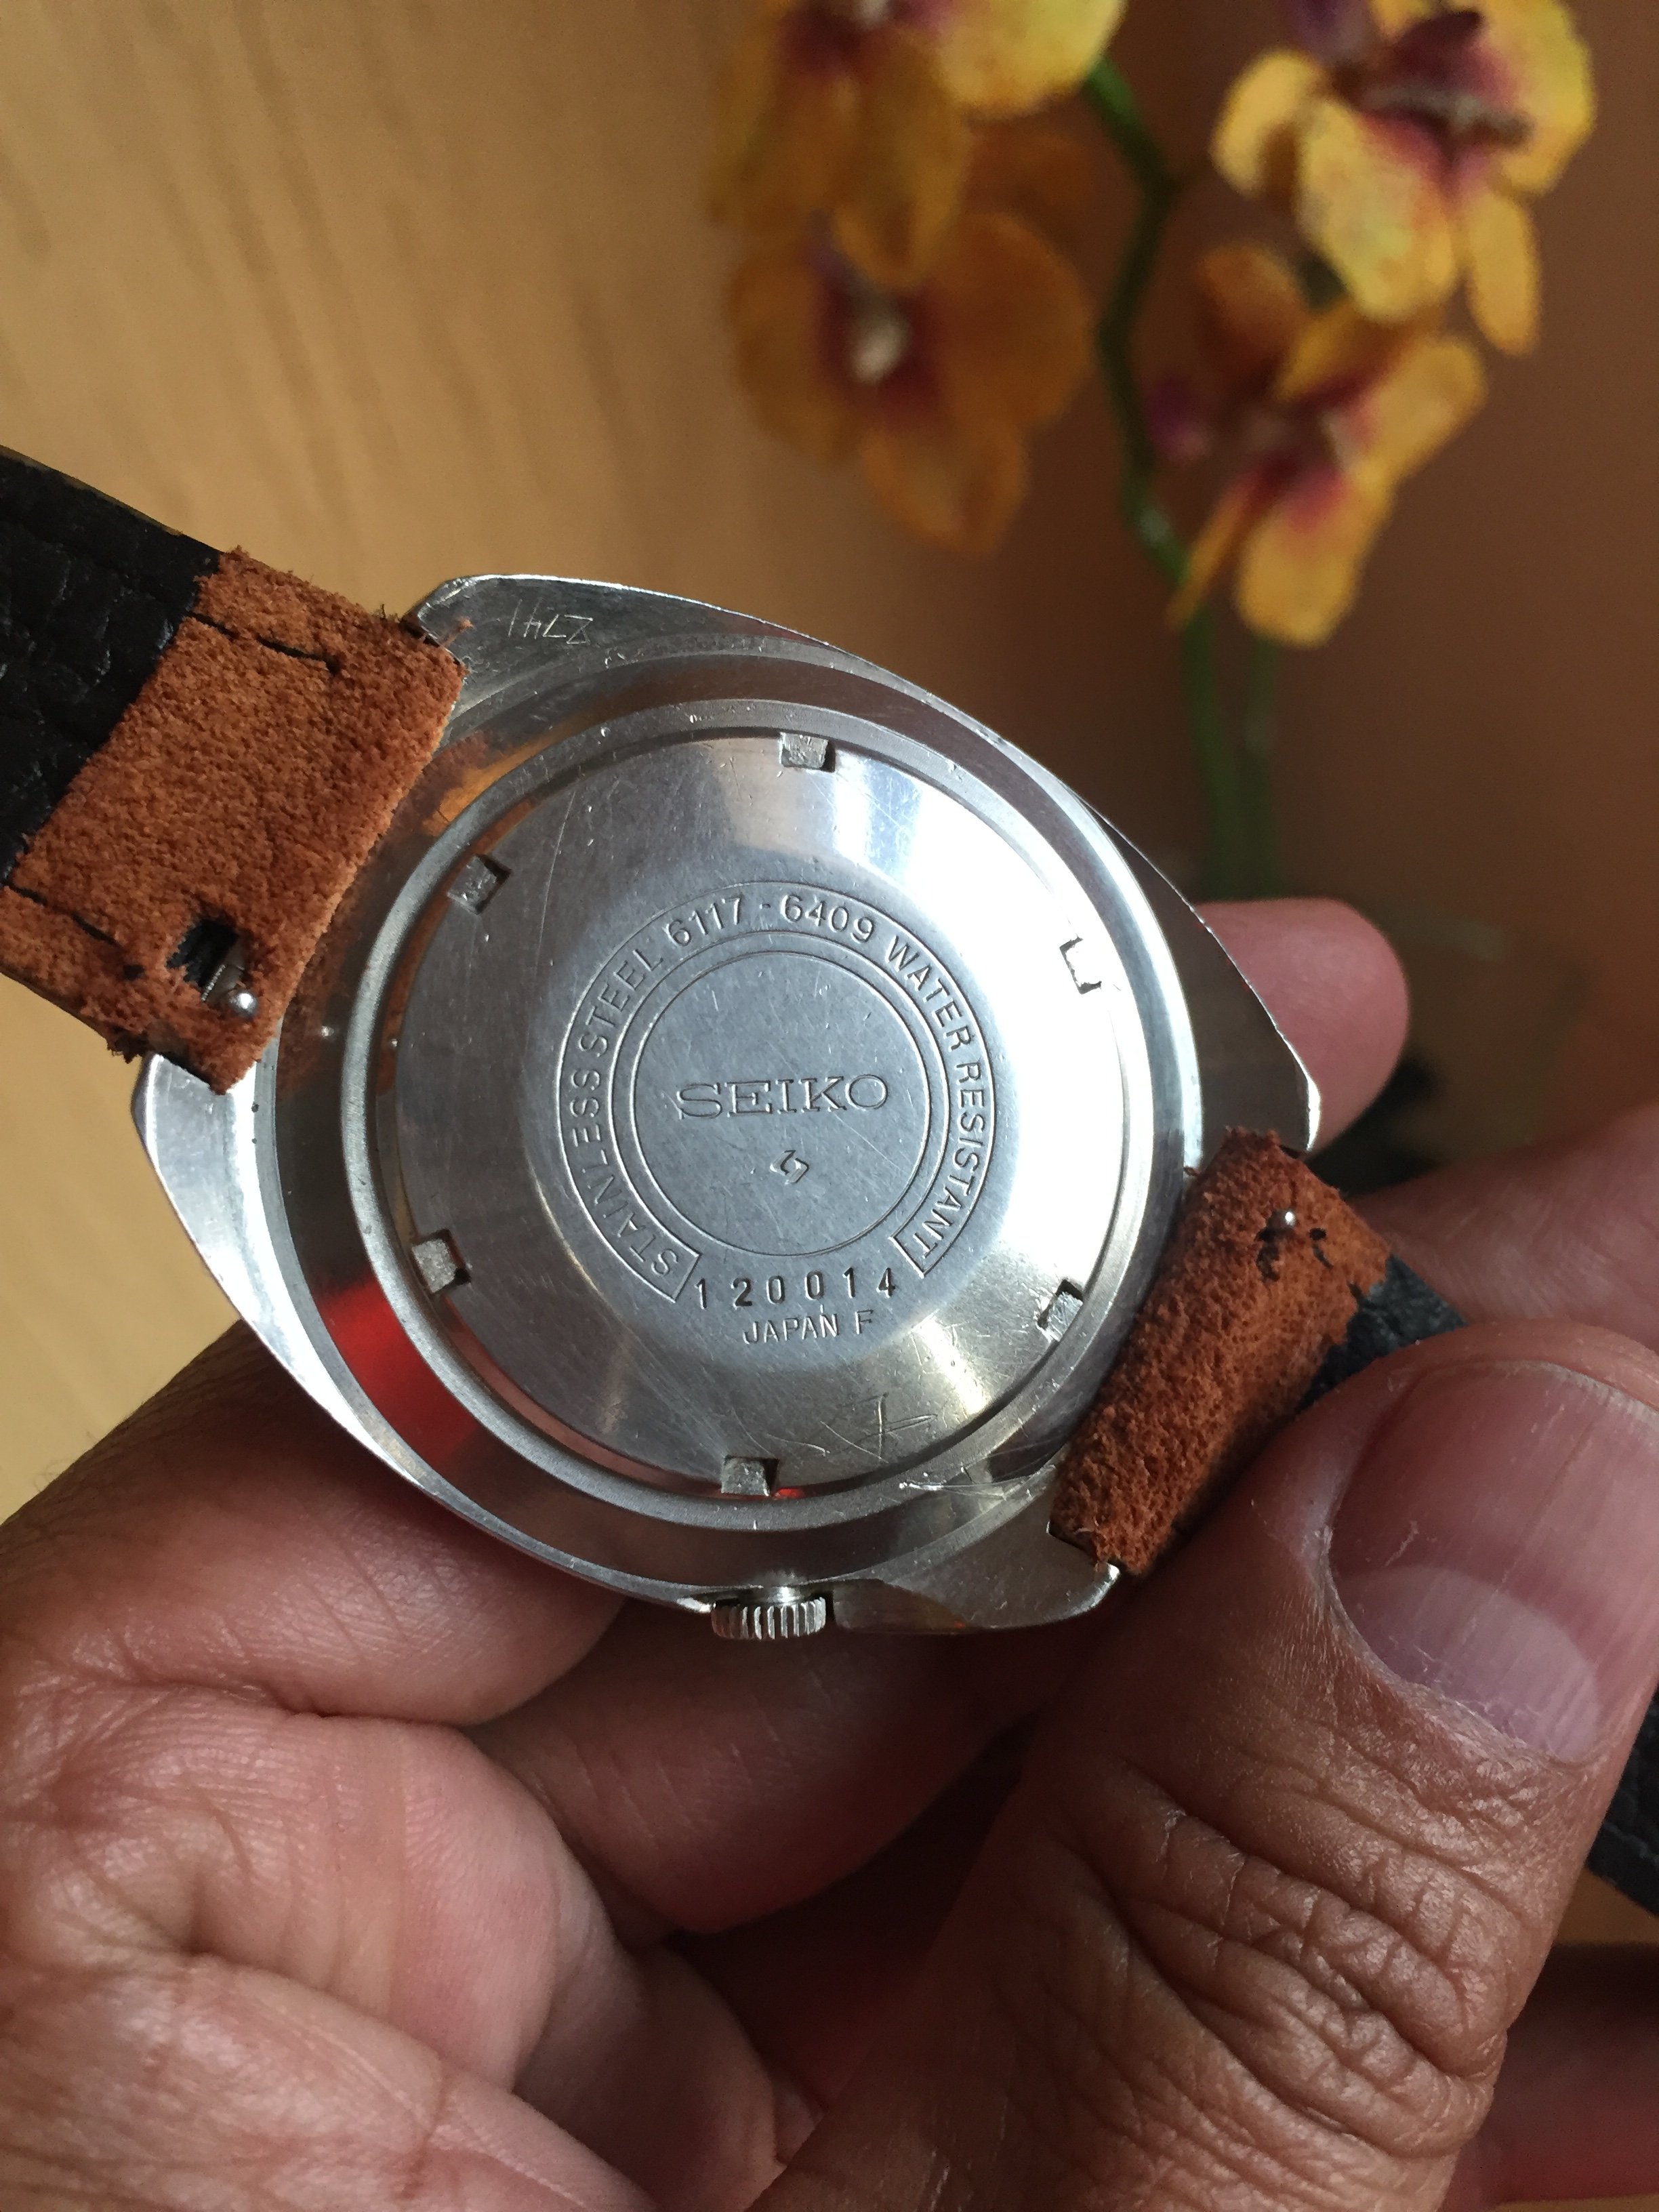 STAINLESS STEEL 6117-6409 WATER RESISTANT
SEIKO
120014
JAPAN F